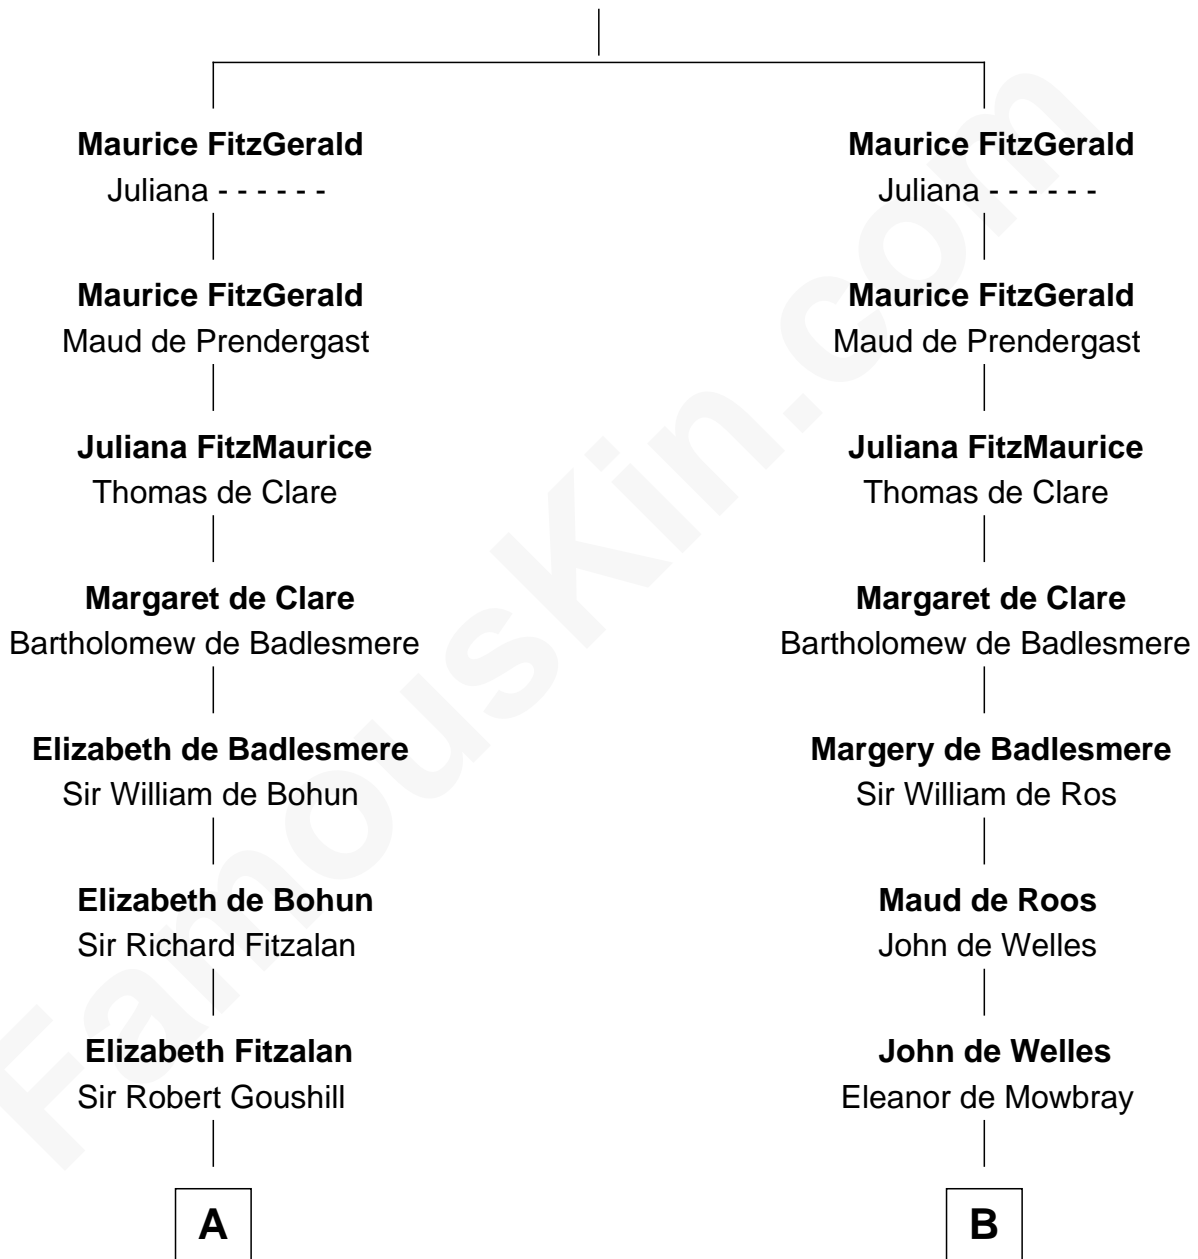 Maurice FitzGerald
Juliana - - - - - -
Maurice FitzGerald
Maud de Prendergast
Juliana FitzMaurice
Thomas de Clare
Margaret de Clare
Bartholomew de Badlesmere
Elizabeth de Badlesmere
Sir William de Bohun
Elizabeth de Bohun
Sir Richard Fitzalan
Elizabeth Fitzalan
Sir Robert Goushill
A
Maurice FitzGerald
Juliana - - - - - -
Maurice FitzGerald
Maud de Prendergast
Juliana FitzMaurice
Thomas de Clare
Margaret de Clare
Bartholomew de Badlesmere
Margery de Badlesmere
Sir William de Ros
Maud de Roos
John de Welles
John de Welles
Eleanor de Mowbray
B
FamousKin.com